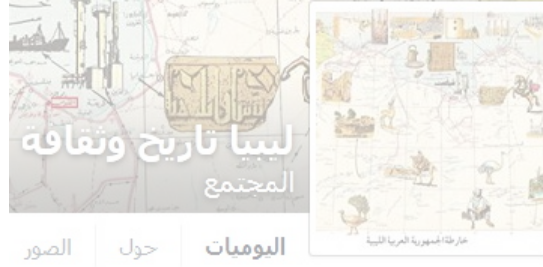 ليبيا تاريخ وثقافة
المجتمع
اليوميات
حول
الصور
خارطة الجمهورية العربية الليبية